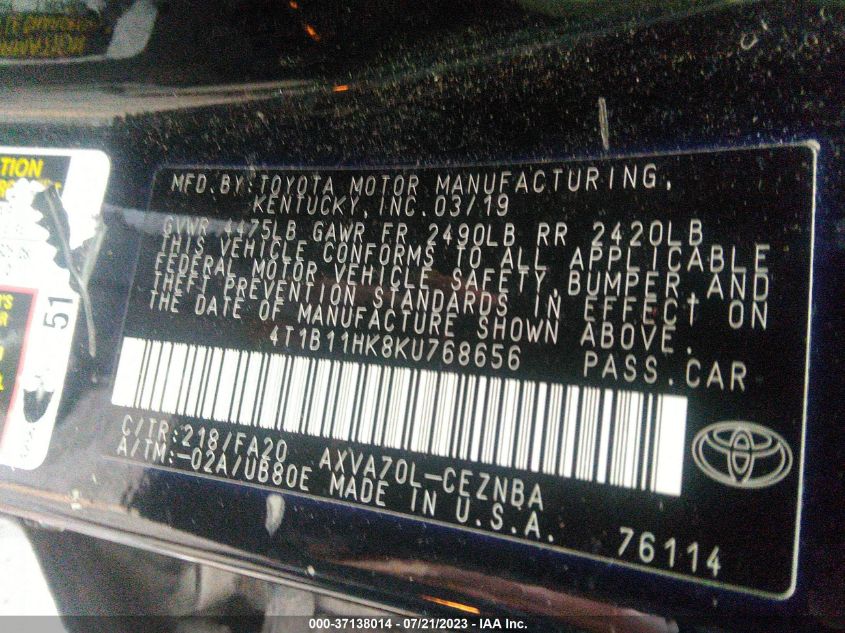 TION
51
MFD.BY:TOYOTA MOTOR MANUFACTURING,
KENTUCKY,INC.03/19
GVWR 4475LB GAWR FR 2490LB RR 2420LB
THIS VEHICLE CONFORMS TO ALL APPLICABLE
FEDERAL MOTOR VEHICLE SAFETY,BUMPER,AND
THEFT PREVENTION STANDARDS IN EFFECT ON
THE DATE OF MANUFACTURE SHOWN ABOVE.
4T1B11HK8KU768656 PASS.CAR
C/TR:218/FA20 AXVA70L-CEZNBA
A/TM:-02A/UB80E MADE IN U.S.A.
76114
000-37138014 - 07/21/2023 - IAA Inc.